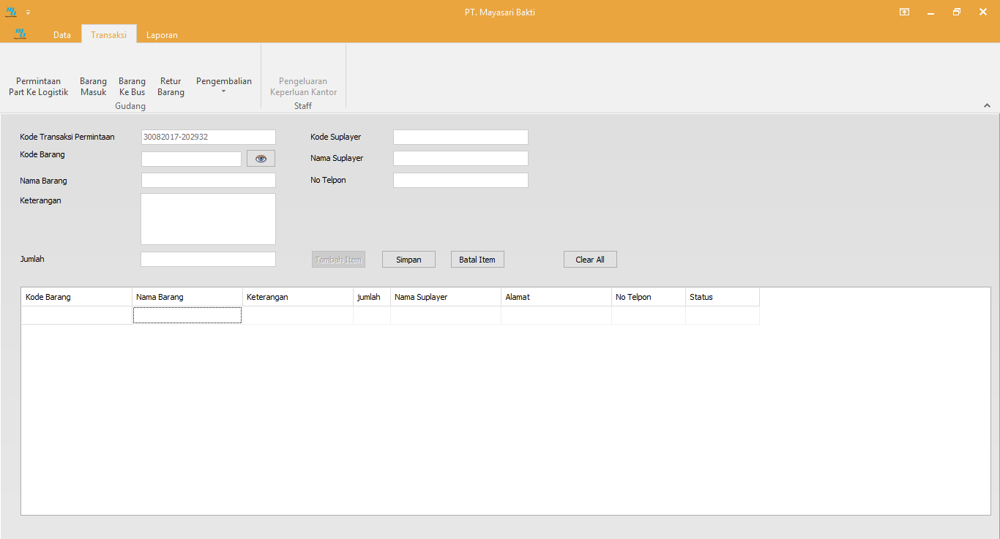 PT. Mayasari Bakti
Data Transaksi Laporan
Permintaan Part Ke Logistik
Barang Masuk
Barang Ke Bus
Retur Barang
Pengembalian
Gudang
Pengeluaran Keperluan Kantor
Staff
Kode Transaksi Permintaan 30082017-202932
Kode Suplayer
Kode Barang
Nama Suplayer
Nama Barang
No Telpon
Keterangan
Jumlah
Tambah Item Simpan Batal Item Clear All
Kode Barang Nama Barang Keterangan jumlah Nama Suplayer Alamat No Telpon Status